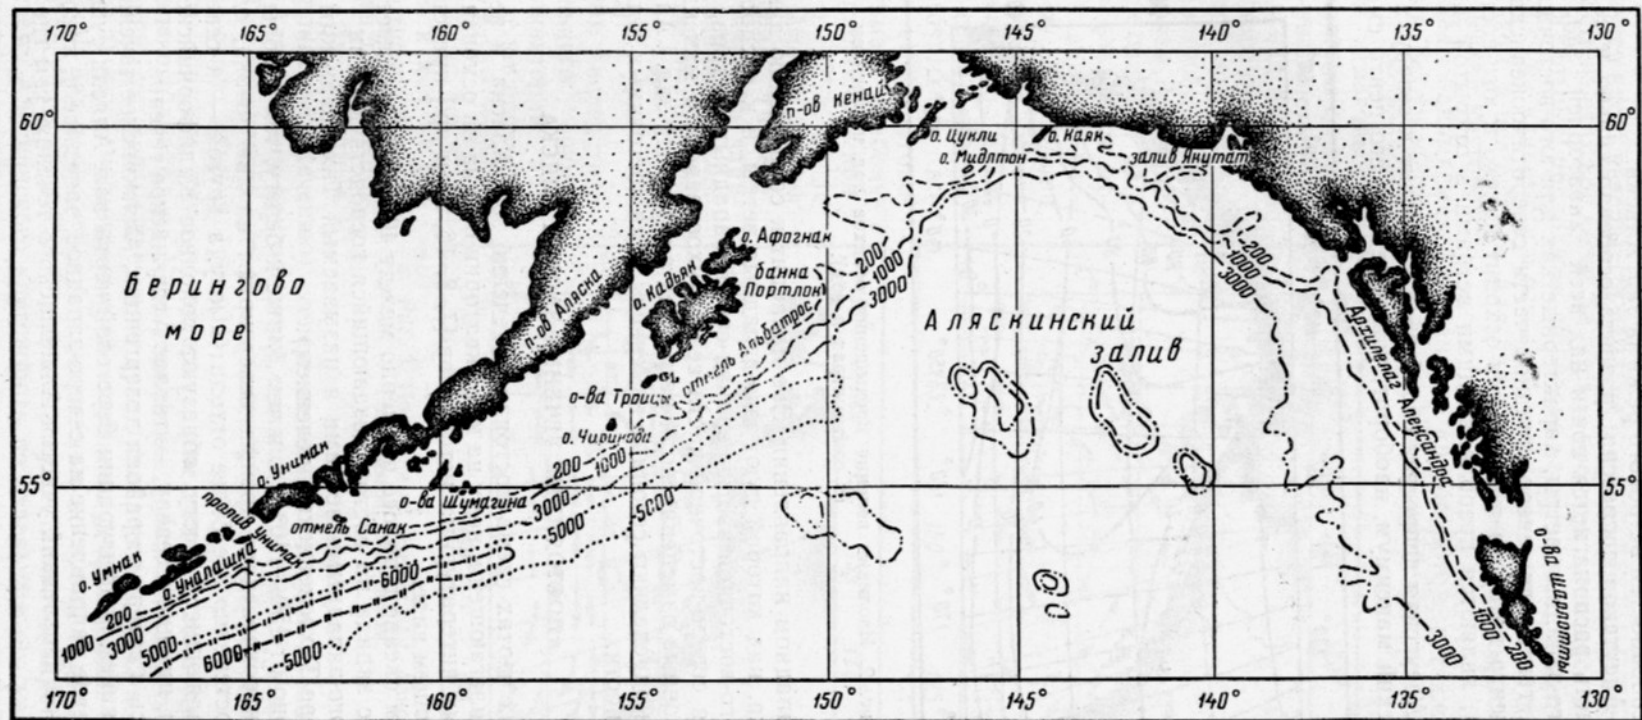 170° 165° 160° 155 150° 145° 140° 135° 130°
60° 60°
п-ов Кенай
о. Цукли
о. Каяк
о. Мидлтон
залив Якутат
о. Афогнак
200
1000
3000
200
1000
3000
банка
Портлок
о. Кадьяк
Берингово
море
п-ов Аляска
отмель Альбатрос
Аляскинский
залив
Архипелаг Александра
о-ва Троицы
о. Чирикова
200 1000
о. Унимак
55° 55°
о-ва Шумагина
3000
5000
5000
пролив Унимак
отмель Санак
о. Умнак
о. Уналашка
6000
о-ва Шарлотты
1000
200
3000
5000
6000
5000
3000
1000
200
170 165° 160° 155 150° 145° 140° 135° 130°